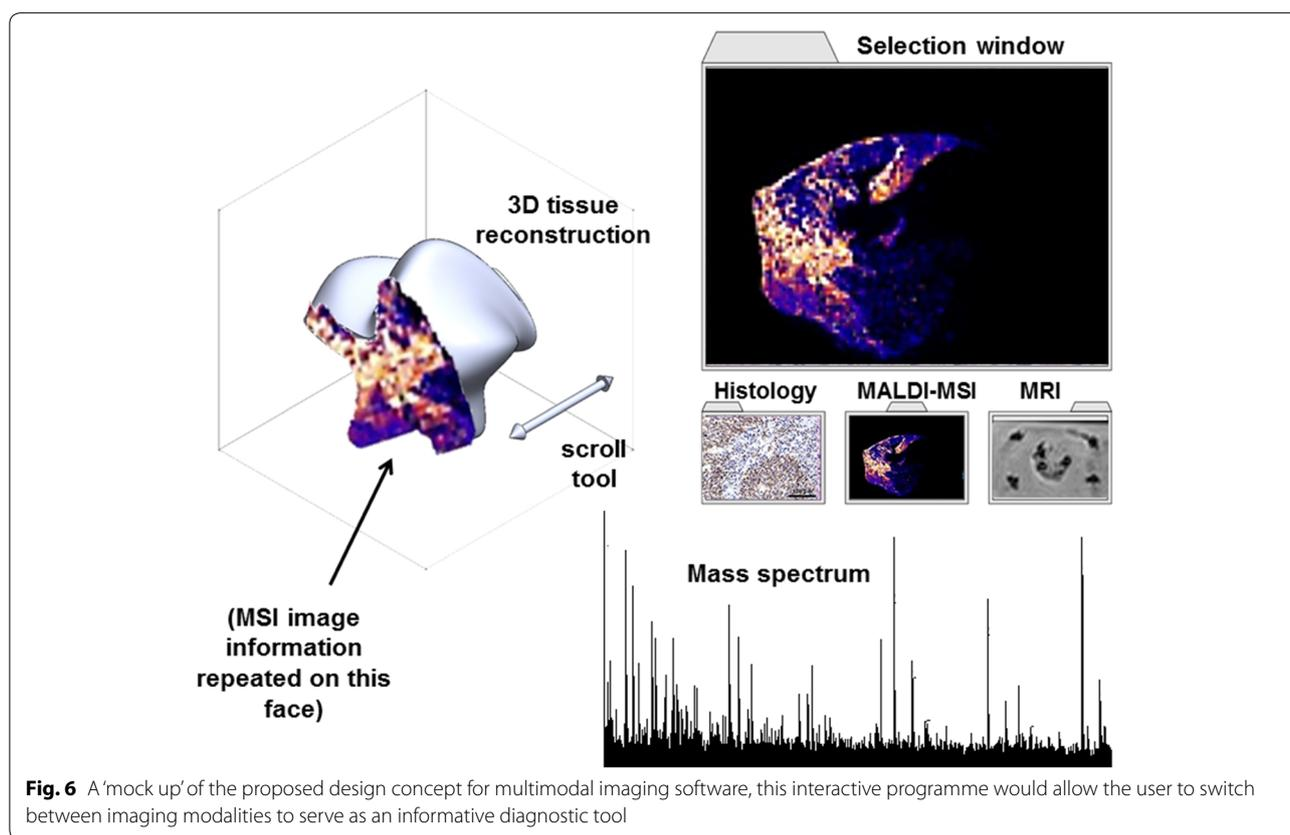 Selection window
3D tissue
reconstruction
Histology
MALDI-MSI
MRI
scroll
tool
Mass spectrum
(MSI image
information
repeated on this
face)
Fig. 6 A 'mock up' of the proposed design concept for multimodal imaging software, this interactive programme would allow the user to switch
between imaging modalities to serve as an informative diagnostic tool